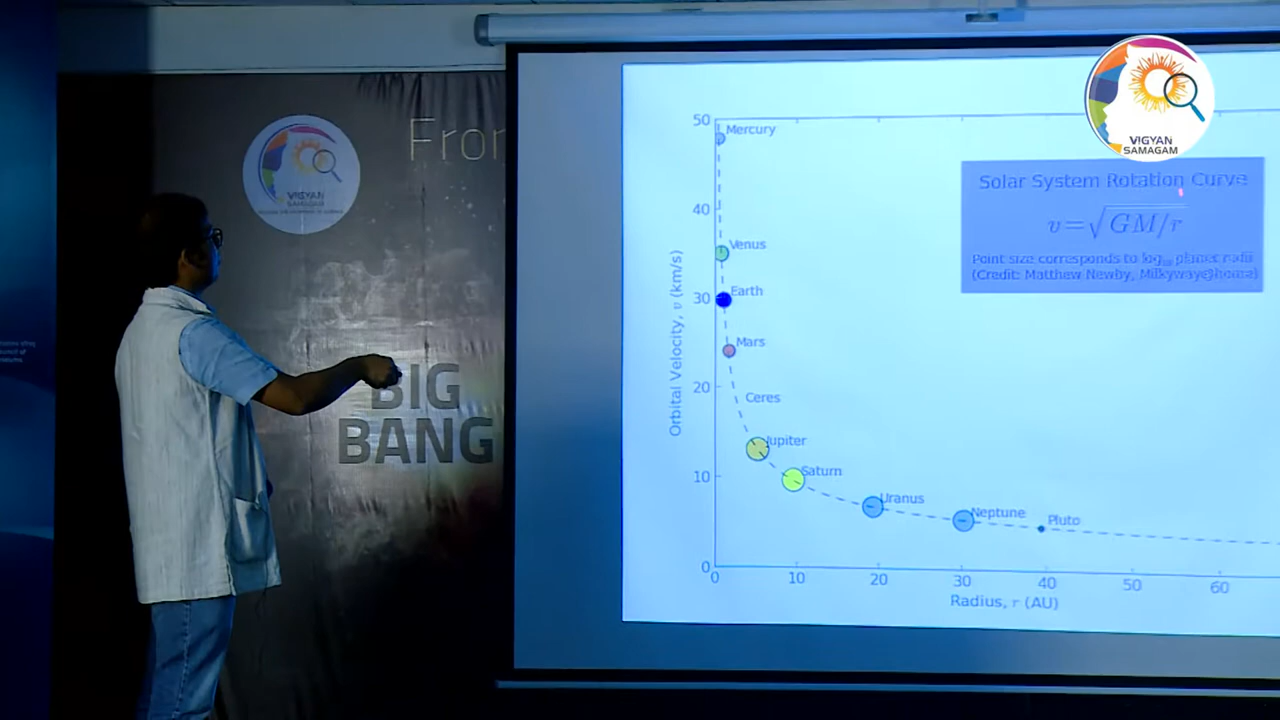 VIGYAN
SAMAGAM
From
VIGYAN
SAMAGAM
BIG
BANG
50
40
30
20
10
0
Orbital Velocity, v (km/s)
Mercury
Venus
Earth
Mars
Ceres
Jupiter
Saturn
Uranus
Neptune
Pluto
Solar System Rotation Curve
v=√GM/r
Point size corresponds to log₁₀ planet radii
(Credit: Matthew Newby, Milkyway@home)
0 10 20 30 40 50 60
Radius, r (AU)